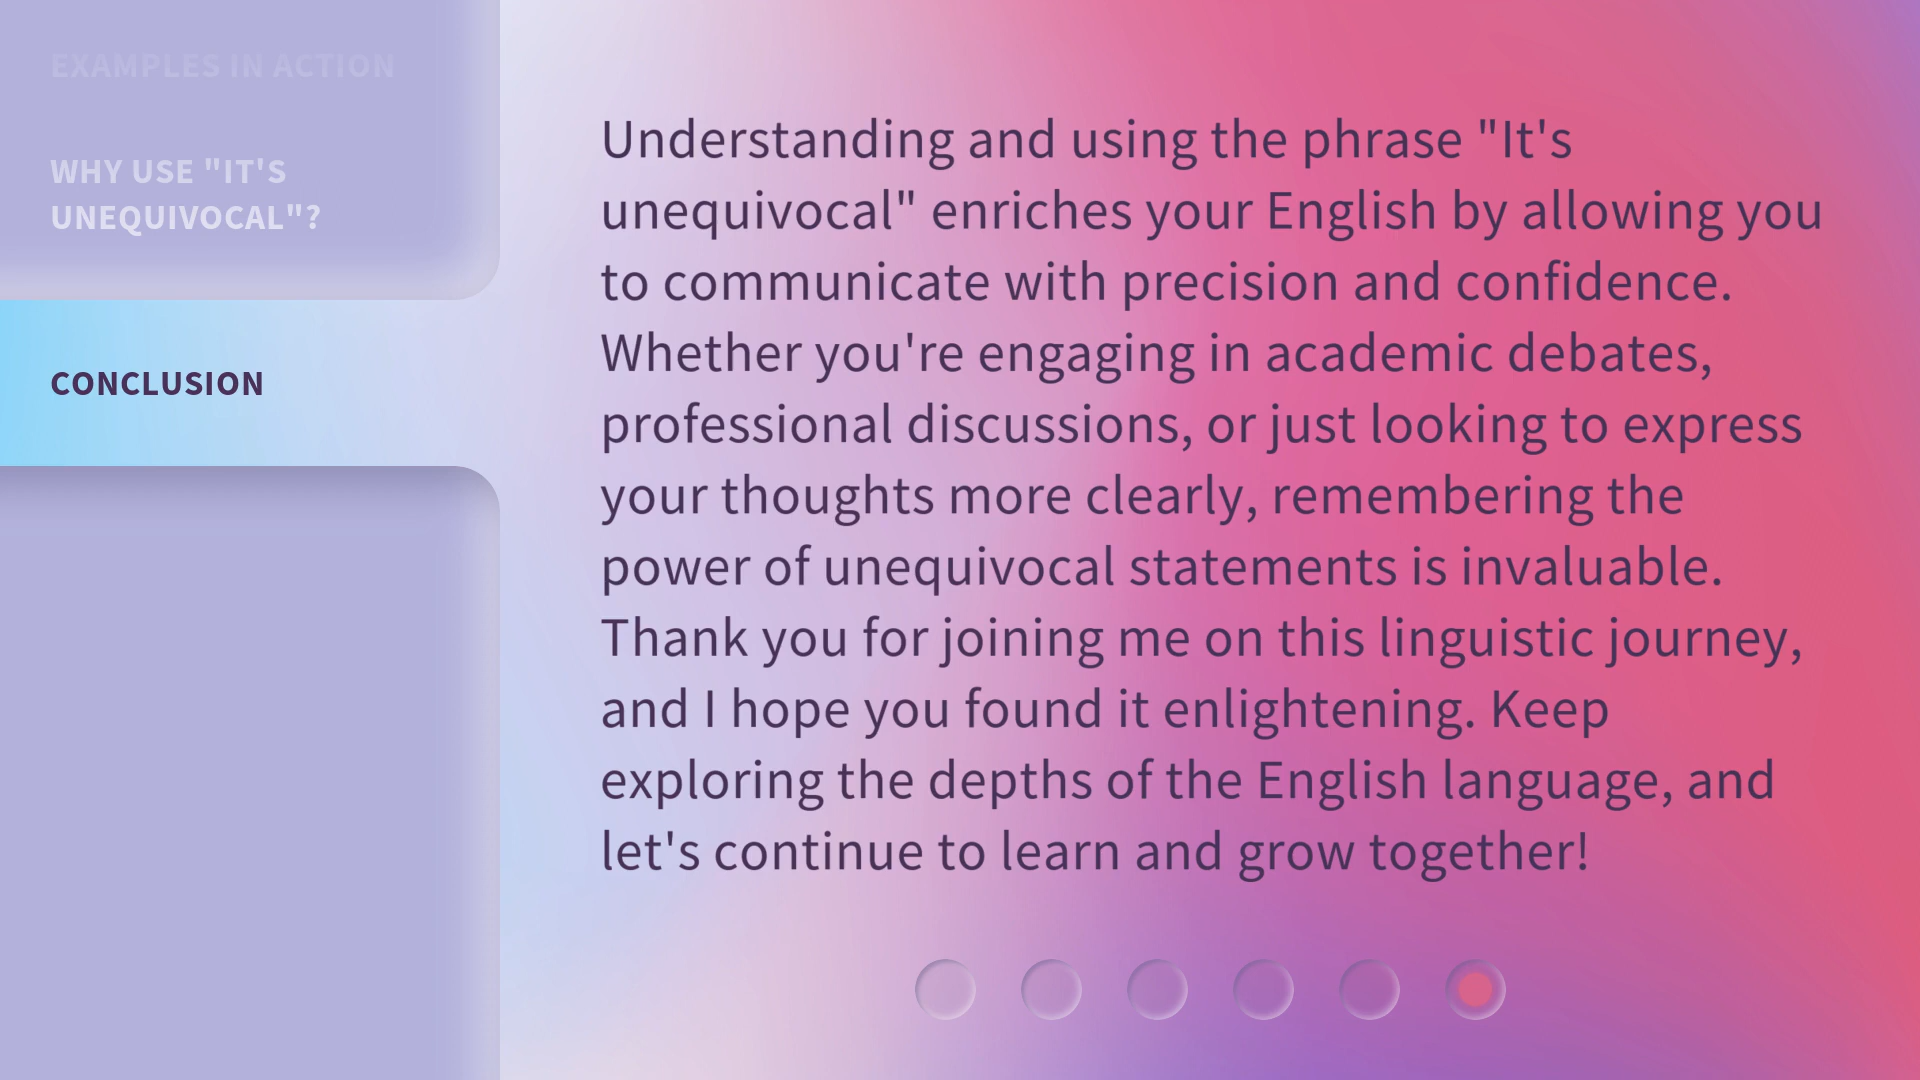 EXAMPLES IN ACTION
WHY USE "IT'S
UNEQUIVOCAL"?
CONCLUSION
Understanding and using the phrase "It's
unequivocal" enriches your English by allowing you
to communicate with precision and confidence.
Whether you're engaging in academic debates,
professional discussions, or just looking to express
your thoughts more clearly, remembering the
power of unequivocal statements is invaluable.
Thank you for joining me on this linguistic journey,
and I hope you found it enlightening. Keep
exploring the depths of the English language, and
let's continue to learn and grow together!